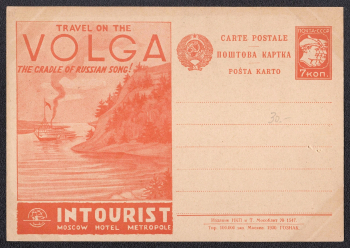 TRAVEL ON THE
VOLGA
THE CRADLE OF RUSSIAN SONG!
INTOURIST
MOSCOW HOTEL METROPOLE
CARTE POSTALE
ПОШТОВА КАРТКА
POŜTA KARTO
ПОЧТА СССР
7 КОП.
30.-